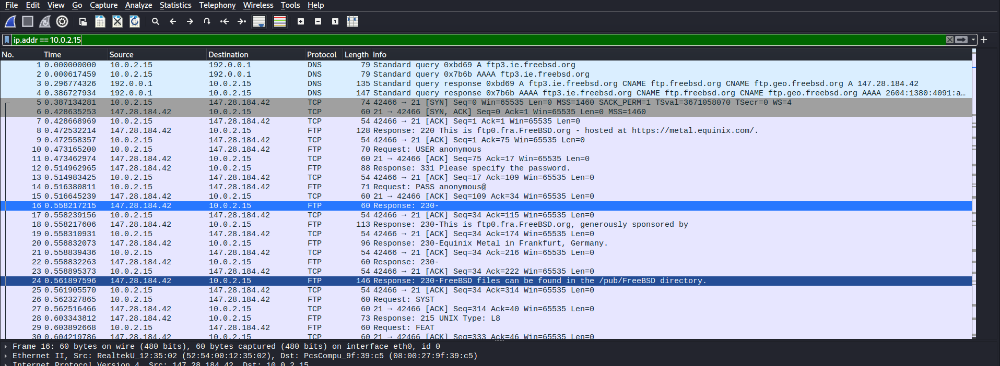 File Edit View Go Capture Analyze Statistics Telephony Wireless Tools Help
ip.addr == 10.0.2.15
No. Time Source Destination Protocol Length Info
1 0.000000000 10.0.2.15 192.0.0.1 DNS 79 Standard query 0xbd69 A ftp3.ie.freebsd.org
2 0.000617459 10.0.2.15 192.0.0.1 DNS 79 Standard query 0x7b6b AAAA ftp3.ie.freebsd.org
3 0.296774326 192.0.0.1 10.0.2.15 DNS 135 Standard query response 0xbd69 A ftp3.ie.freebsd.org CNAME ftp.freebsd.org CNAME ftp.geo.freebsd.org A 147.28.184.42
4 0.386727934 192.0.0.1 10.0.2.15 DNS 147 Standard query response 0x7b6b AAAA ftp3.ie.freebsd.org CNAME ftp.freebsd.org CNAME ftp.geo.freebsd.org AAAA 2604:1380:4091:a…
5 0.387134281 10.0.2.15 147.28.184.42 TCP 74 42466 → 21 [SYN] Seq=0 Win=65535 Len=0 MSS=1460 SACK_PERM=1 TSval=3671058070 TSecr=0 WS=4
6 0.428635253 147.28.184.42 10.0.2.15 TCP 60 21 → 42466 [SYN, ACK] Seq=0 Ack=1 Win=65535 Len=0 MSS=1460
7 0.428668969 10.0.2.15 147.28.184.42 TCP 54 42466 → 21 [ACK] Seq=1 Ack=1 Win=65535 Len=0
8 0.472532214 147.28.184.42 10.0.2.15 FTP 128 Response: 220 This is ftp0.fra.FreeBSD.org - hosted at https://metal.equinix.com/.
9 0.472558357 10.0.2.15 147.28.184.42 TCP 54 42466 → 21 [ACK] Seq=1 Ack=75 Win=65535 Len=0
10 0.473165200 10.0.2.15 147.28.184.42 FTP 70 Request: USER anonymous
11 0.473462974 147.28.184.42 10.0.2.15 TCP 60 21 → 42466 [ACK] Seq=75 Ack=17 Win=65535 Len=0
12 0.514962965 147.28.184.42 10.0.2.15 FTP 88 Response: 331 Please specify the password.
13 0.514983425 10.0.2.15 147.28.184.42 TCP 54 42466 → 21 [ACK] Seq=17 Ack=109 Win=65535 Len=0
14 0.516380811 10.0.2.15 147.28.184.42 FTP 71 Request: PASS anonymous@
15 0.516645239 147.28.184.42 10.0.2.15 TCP 60 21 → 42466 [ACK] Seq=109 Ack=34 Win=65535 Len=0
16 0.558217215 147.28.184.42 10.0.2.15 FTP 60 Response: 230-
17 0.558239156 10.0.2.15 147.28.184.42 TCP 54 42466 → 21 [ACK] Seq=34 Ack=115 Win=65535 Len=0
18 0.558217606 147.28.184.42 10.0.2.15 FTP 113 Response: 230-This is ftp0.fra.FreeBSD.org, generously sponsored by
19 0.558310931 10.0.2.15 147.28.184.42 TCP 54 42466 → 21 [ACK] Seq=34 Ack=174 Win=65535 Len=0
20 0.558832073 147.28.184.42 10.0.2.15 FTP 96 Response: 230-Equinix Metal in Frankfurt, Germany.
21 0.558839436 10.0.2.15 147.28.184.42 TCP 54 42466 → 21 [ACK] Seq=34 Ack=216 Win=65535 Len=0
22 0.558832263 147.28.184.42 10.0.2.15 FTP 60 Response: 230-
23 0.558895373 10.0.2.15 147.28.184.42 TCP 54 42466 → 21 [ACK] Seq=34 Ack=222 Win=65535 Len=0
24 0.561897596 147.28.184.42 10.0.2.15 FTP 146 Response: 230-FreeBSD files can be found in the /pub/FreeBSD directory.
25 0.561905570 10.0.2.15 147.28.184.42 TCP 54 42466 → 21 [ACK] Seq=34 Ack=314 Win=65535 Len=0
26 0.562327865 10.0.2.15 147.28.184.42 FTP 60 Request: SYST
27 0.562516466 147.28.184.42 10.0.2.15 TCP 60 21 → 42466 [ACK] Seq=314 Ack=40 Win=65535 Len=0
28 0.603343812 147.28.184.42 10.0.2.15 FTP 73 Response: 215 UNIX Type: L8
29 0.603892668 10.0.2.15 147.28.184.42 FTP 60 Request: FEAT
30 0.604219786 147.28.184.42 10.0.2.15 TCP 60 21 → 42466 [ACK] Seq=333 Ack=46 Win=65535 Len=0
Frame 16: 60 bytes on wire (480 bits), 60 bytes captured (480 bits) on interface eth0, id 0
Ethernet II, Src: RealtekU_12:35:02 (52:54:00:12:35:02), Dst: PcsCompu_9f:39:c5 (08:00:27:9f:39:c5)
Internet Protocol Version 4, Src: 147.28.184.42, Dst: 10.0.2.15